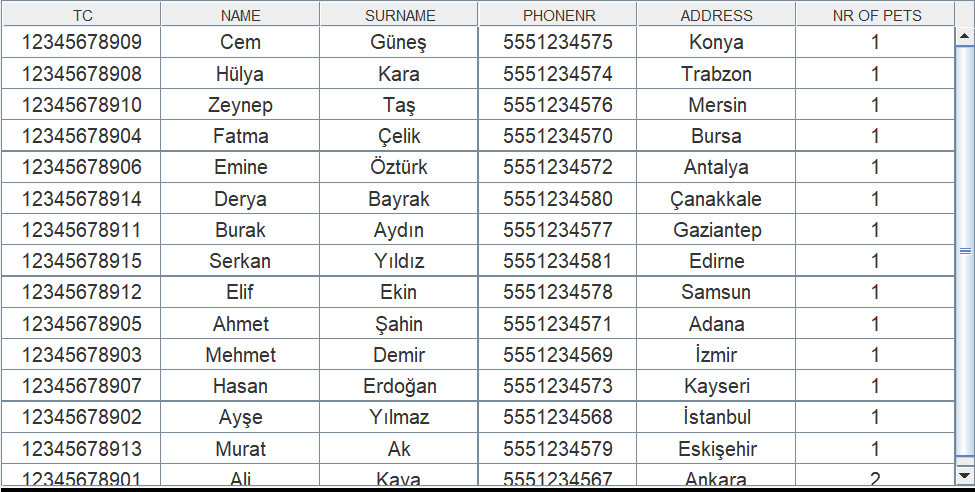 TC NAME SURNAME PHONENR ADDRESS NR OF PETS
12345678909 Cem Güneş 5551234575 Konya 1
12345678908 Hülya Kara 5551234574 Trabzon 1
12345678910 Zeynep Taş 5551234576 Mersin 1
12345678904 Fatma Çelik 5551234570 Bursa 1
12345678906 Emine Öztürk 5551234572 Antalya 1
12345678914 Derya Bayrak 5551234580 Çanakkale 1
12345678911 Burak Aydın 5551234577 Gaziantep 1
12345678915 Serkan Yıldız 5551234581 Edirne 1
12345678912 Elif Ekin 5551234578 Samsun 1
12345678905 Ahmet Şahin 5551234571 Adana 1
12345678903 Mehmet Demir 5551234569 İzmir 1
12345678907 Hasan Erdoğan 5551234573 Kayseri 1
12345678902 Ayşe Yılmaz 5551234568 İstanbul 1
12345678913 Murat Ak 5551234579 Eskişehir 1
12345678901 Ali Kaya 5551234567 Ankara 2